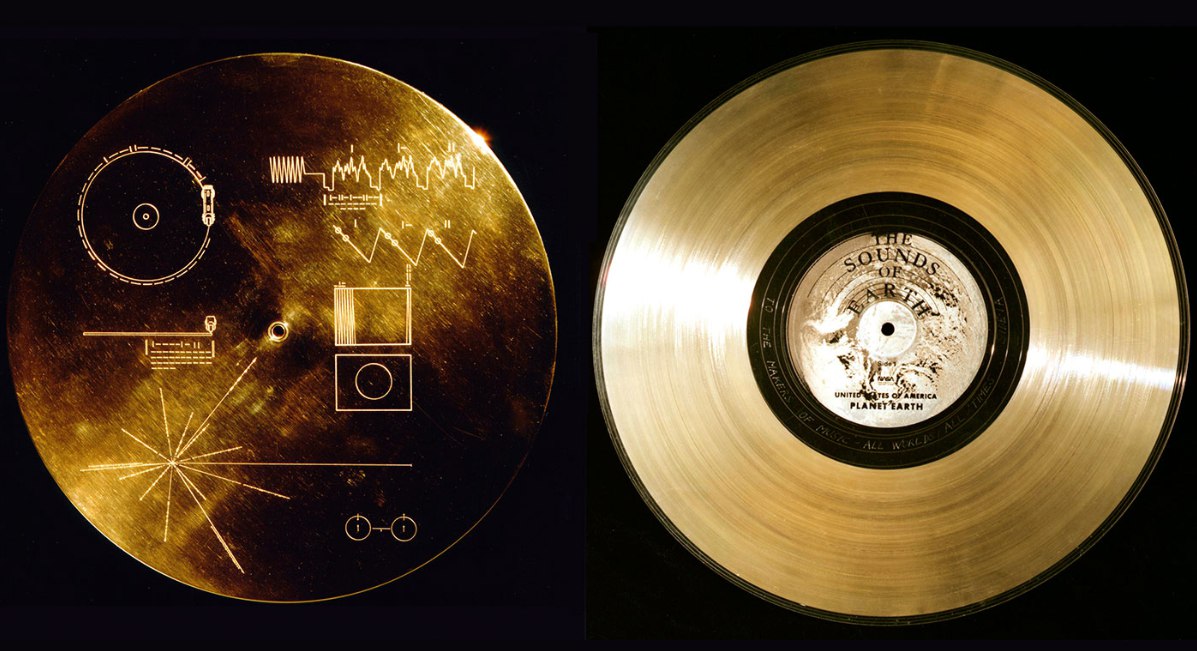 THE
SOUNDS
OF
EARTH
NASA
UNITED STATES OF AMERICA
PLANET EARTH
TO THE MAKERS OF MUSIC - ALL WORLDS, ALL TIMES